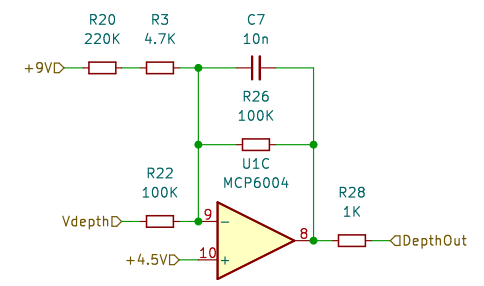 R20 R3 C7
220K 4.7K 10n
+9V
R26
100K
R22 U1C
100K MCP6004
R28
1K
Vdepth 9 −
8 DepthOut
+4.5V 10 +